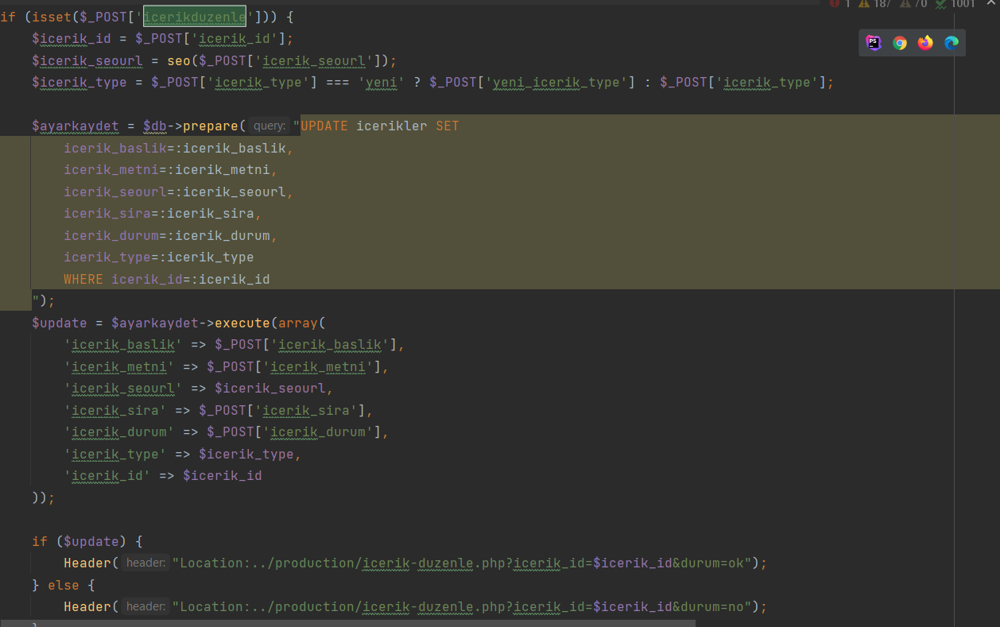 1 187 70 1001
if (isset($_POST['icerikduzenle'])) {
$icerik_id = $_POST['icerik_id'];
PS
$icerik_seourl = seo($_POST['icerik_seourl']);
$icerik_type = $_POST['icerik_type'] === 'yeni' ? $_POST['yeni_icerik_type'] : $_POST['icerik_type'];
$ayarkaydet = $db->prepare( query: "UPDATE icerikler SET
icerik_baslik=:icerik_baslik,
icerik_metni=:icerik_metni,
icerik_seourl=:icerik_seourl,
icerik_sira=:icerik_sira,
icerik_durum=:icerik_durum,
icerik_type=:icerik_type
WHERE icerik_id=:icerik_id
");
$update = $ayarkaydet->execute(array(
'icerik_baslik' => $_POST['icerik_baslik'],
'icerik_metni' => $_POST['icerik_metni'],
'icerik_seourl' => $icerik_seourl,
'icerik_sira' => $_POST['icerik_sira'],
'icerik_durum' => $_POST['icerik_durum'],
'icerik_type' => $icerik_type,
'icerik_id' => $icerik_id
));
if ($update) {
Header( header: "Location:../production/icerik-duzenle.php?icerik_id=$icerik_id&durum=ok");
} else {
Header( header: "Location:../production/icerik-duzenle.php?icerik_id=$icerik_id&durum=no");
}